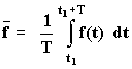 f̄ = 1/T ∫_{t₁}^{t₁+T} f(t) dt